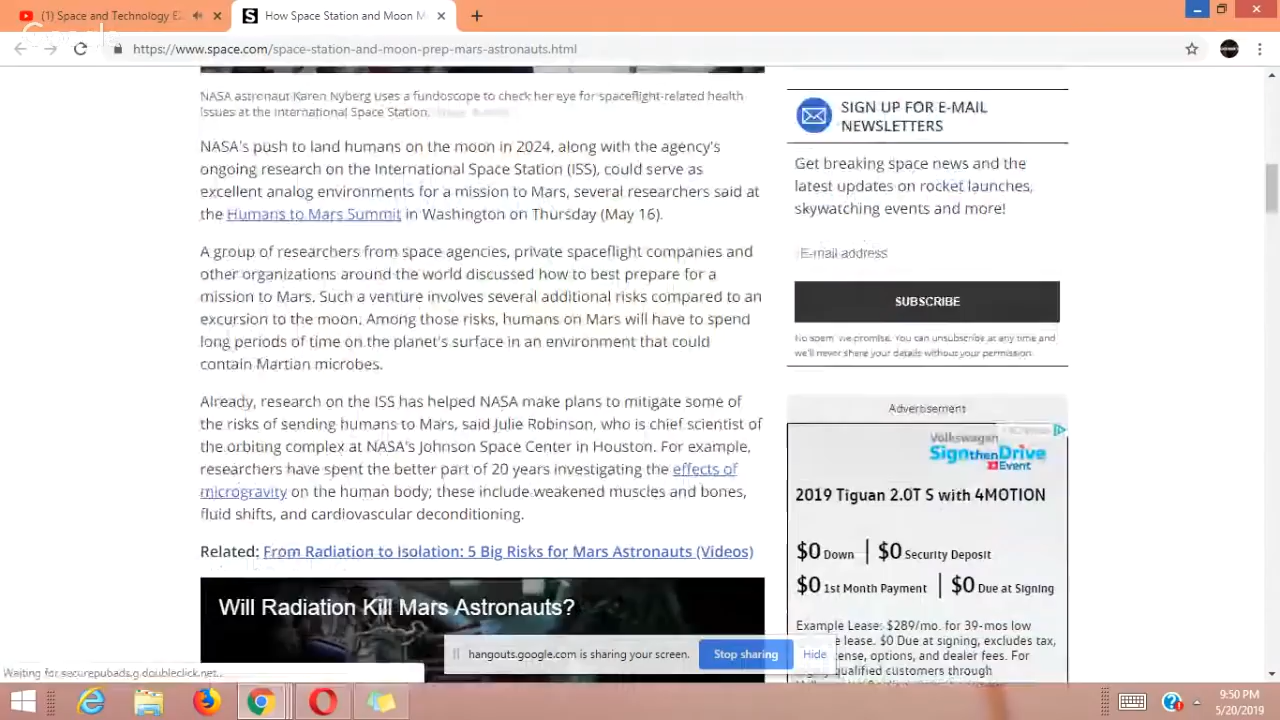 (1) Space and Technology E
How Space Station and Moon M
https://www.space.com/space-station-and-moon-prep-mars-astronauts.html
NASA astronaut Karen Nyberg uses a fundoscope to check her eye for spaceflight-related health
issues at the International Space Station.
NASA's push to land humans on the moon in 2024, along with the agency's
ongoing research on the International Space Station (ISS), could serve as
excellent analog environments for a mission to Mars, several researchers said at
the Humans to Mars Summit in Washington on Thursday (May 16).
A group of researchers from space agencies, private spaceflight companies and
other organizations around the world discussed how to best prepare for a
mission to Mars. Such a venture involves several additional risks compared to an
excursion to the moon. Among those risks, humans on Mars will have to spend
long periods of time on the planet's surface in an environment that could
contain Martian microbes.
Already, research on the ISS has helped NASA make plans to mitigate some of
the risks of sending humans to Mars, said Julie Robinson, who is chief scientist of
the orbiting complex at NASA's Johnson Space Center in Houston. For example,
researchers have spent the better part of 20 years investigating the effects of
microgravity on the human body; these include weakened muscles and bones,
fluid shifts, and cardiovascular deconditioning.
Related: From Radiation to Isolation: 5 Big Risks for Mars Astronauts (Videos)
Will Radiation Kill Mars Astronauts?
SIGN UP FOR E-MAIL
NEWSLETTERS
Get breaking space news and the
latest updates on rocket launches,
skywatching events and more!
E-mail address
SUBSCRIBE
No spam, we promise. You can unsubscribe at any time and
we'll never share your details without your permission.
Advertisement
Volkswagen
Sign then Drive
Event
2019 Tiguan 2.0T S with 4MOTION
$0 Down | $0 Security Deposit
$0 1st Month Payment | $0 Due at Signing
Example Lease: $289/mo. for 39-mos low
lease. $0 Due at signing, excludes tax,
license, options, and dealer fees. For
qualified customers through
hangouts.google.com is sharing your screen.
Stop sharing
Hide
Waiting for securepubads.g.doubleclick.net...
9:50 PM
5/20/2019